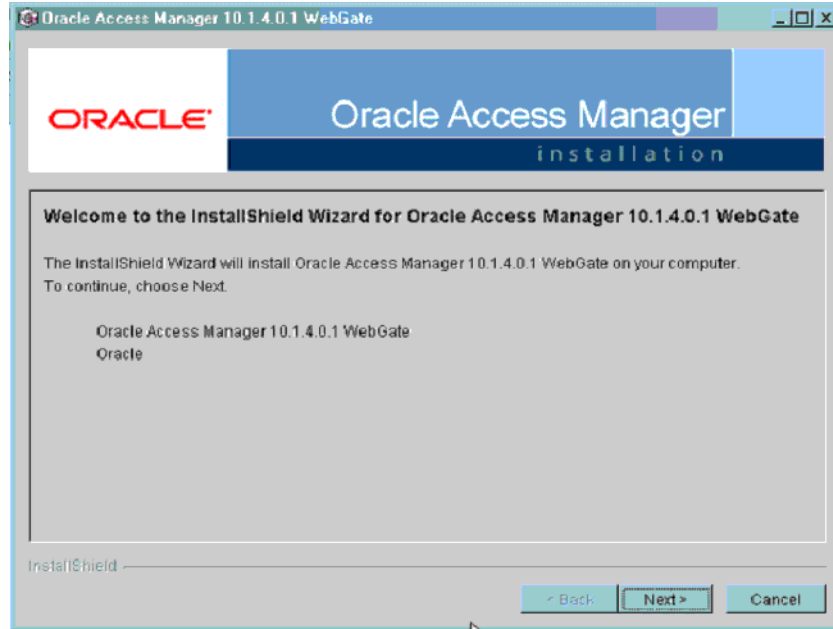 Oracle Access Manager 10.1.4.0.1 WebGate
ORACLE
Oracle Access Manager
installation
Welcome to the InstallShield Wizard for Oracle Access Manager 10.1.4.0.1 WebGate
The InstallShield Wizard will install Oracle Access Manager 10.1.4.0.1 WebGate on your computer.
To continue, choose Next.
Oracle Access Manager 10.1.4.0.1 WebGate
Oracle
InstallShield
< Back
Next >
Cancel